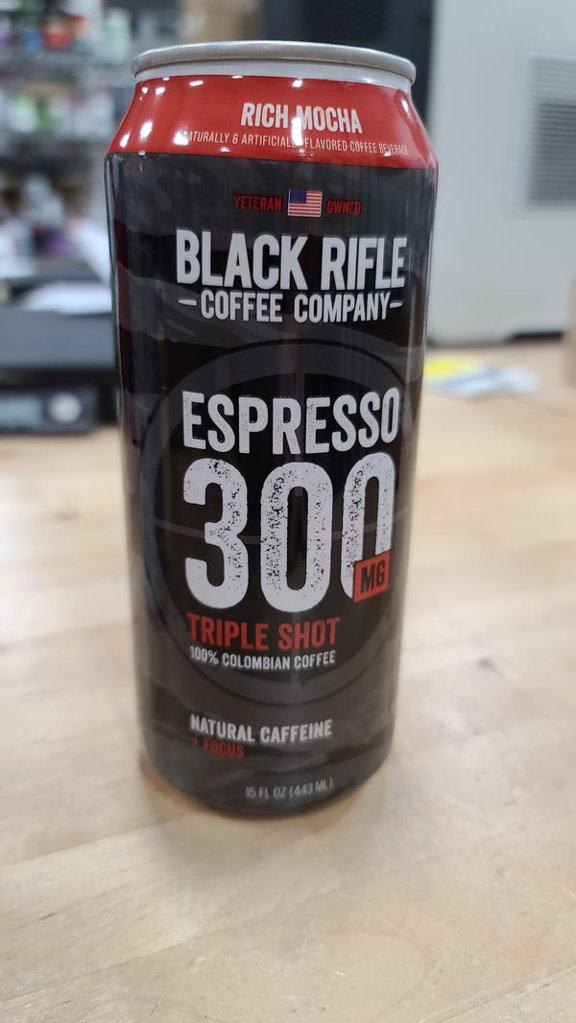 RICH MOCHA
NATURALLY & ARTIFICIALLY FLAVORED COFFEE BEVERAGE
VETERAN OWNED
BLACK RIFLE
-COFFEE COMPANY-
ESPRESSO
300
MG
TRIPLE SHOT
100% COLOMBIAN COFFEE
NATURAL CAFFEINE
+ FOCUS
15 FL OZ (443 ML)